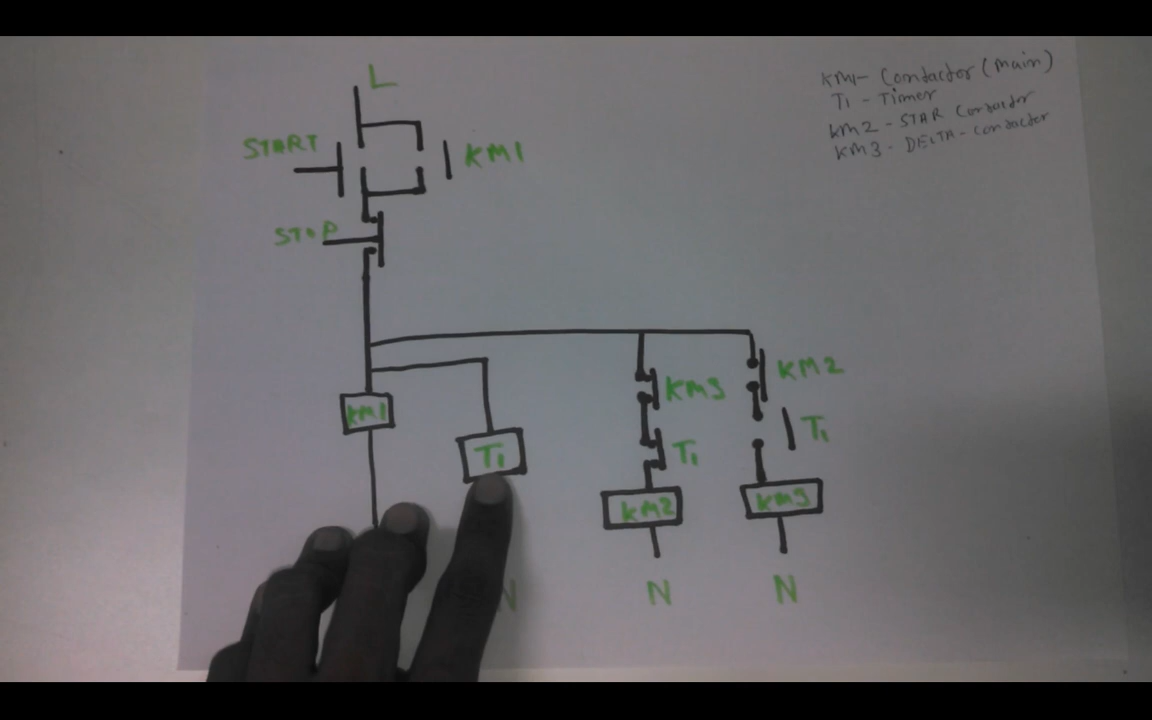 L
START
KM1
STOP
KM1
T1
KM3
T1
KM2
N
KM2
T1
KM3
N
N
KM1- Contactor (Main)
T1 - Timer
KM2 - STAR Contactor
KM3 - DELTA - Contactor